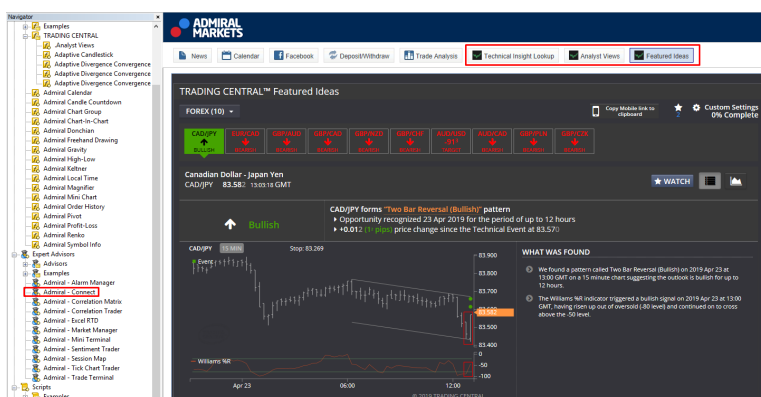 Navigator
Examples
TRADING CENTRAL
Analyst Views
Adaptive Candlestick
Adaptive Divergence Convergence
Adaptive Divergence Convergence
Adaptive Divergence Convergence
Admiral Calendar
Admiral Candle Countdown
Admiral Chart Group
Admiral Chart-In-Chart
Admiral Donchian
Admiral Freehand Drawing
Admiral Gravity
Admiral High-Low
Admiral Keltner
Admiral Local Time
Admiral Magnifier
Admiral Mini Chart
Admiral Order History
Admiral Pivot
Admiral Profit-Loss
Admiral Renko
Admiral Symbol Info
Expert Advisors
Advisors
Examples
Admiral - Alarm Manager
Admiral - Connect
Admiral - Correlation Matrix
Admiral - Correlation Trader
Admiral - Excel RTD
Admiral - Market Manager
Admiral - Mini Terminal
Admiral - Sentiment Trader
Admiral - Session Map
Admiral - Tick Chart Trader
Admiral - Trade Terminal
Scripts
Examples
ADMIRAL
MARKETS
News
Calendar
Facebook
Deposit/Withdraw
Trade Analysis
Technical Insight Lookup
Analyst Views
Featured Ideas
TRADING CENTRAL™ Featured Ideas
FOREX (10)
Copy Mobile link to
clipboard
2
Custom Settings
0% Complete
CAD/JPY
BULLISH
EUR/CAD
GBP/AUD
GBP/CAD
GBP/NZD
GBP/CHF
AUD/USD
AUD/CAD
GBP/PLN
GBP/CZK
Canadian Dollar - Japan Yen
CAD/JPY 83.582 13:03:18 GMT
WATCH
Bullish
CAD/JPY forms "Two Bar Reversal (Bullish)" pattern
Opportunity recognized 23 Apr 2019 for the period of up to 12 hours
+0.012 (1+ pips) price change since the Technical Event at 83.570
CAD/JPY 15 MIN Stop: 83.269
Event
83.900
83.800
83.700
83.600
83.582
83.500
83.400
Williams %R
0
-50
-100
Apr 23
06:00
12:00
© 2019 TRADING CENTRAL
WHAT WAS FOUND
We found a pattern called Two Bar Reversal (Bullish) on 2019 Apr 23 at
13:00 GMT on a 15 minute chart suggesting the outlook is bullish for up to
12 hours.
The Williams %R indicator triggered a bullish signal on 2019 Apr 23 at 13:00
GMT, having risen up out of oversold (-80 level) and continued on to cross
above the -50 level.